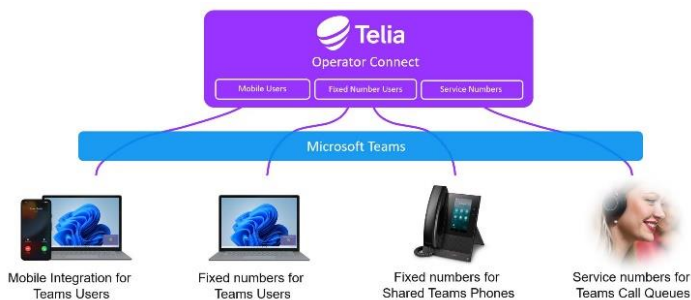 Telia
Operator Connect
Mobile Users
Fixed Number Users
Service Numbers
Microsoft Teams
Mobile Integration for
Teams Users
Fixed numbers for
Teams Users
Fixed numbers for
Shared Teams Phones
Service numbers for
Teams Call Queues